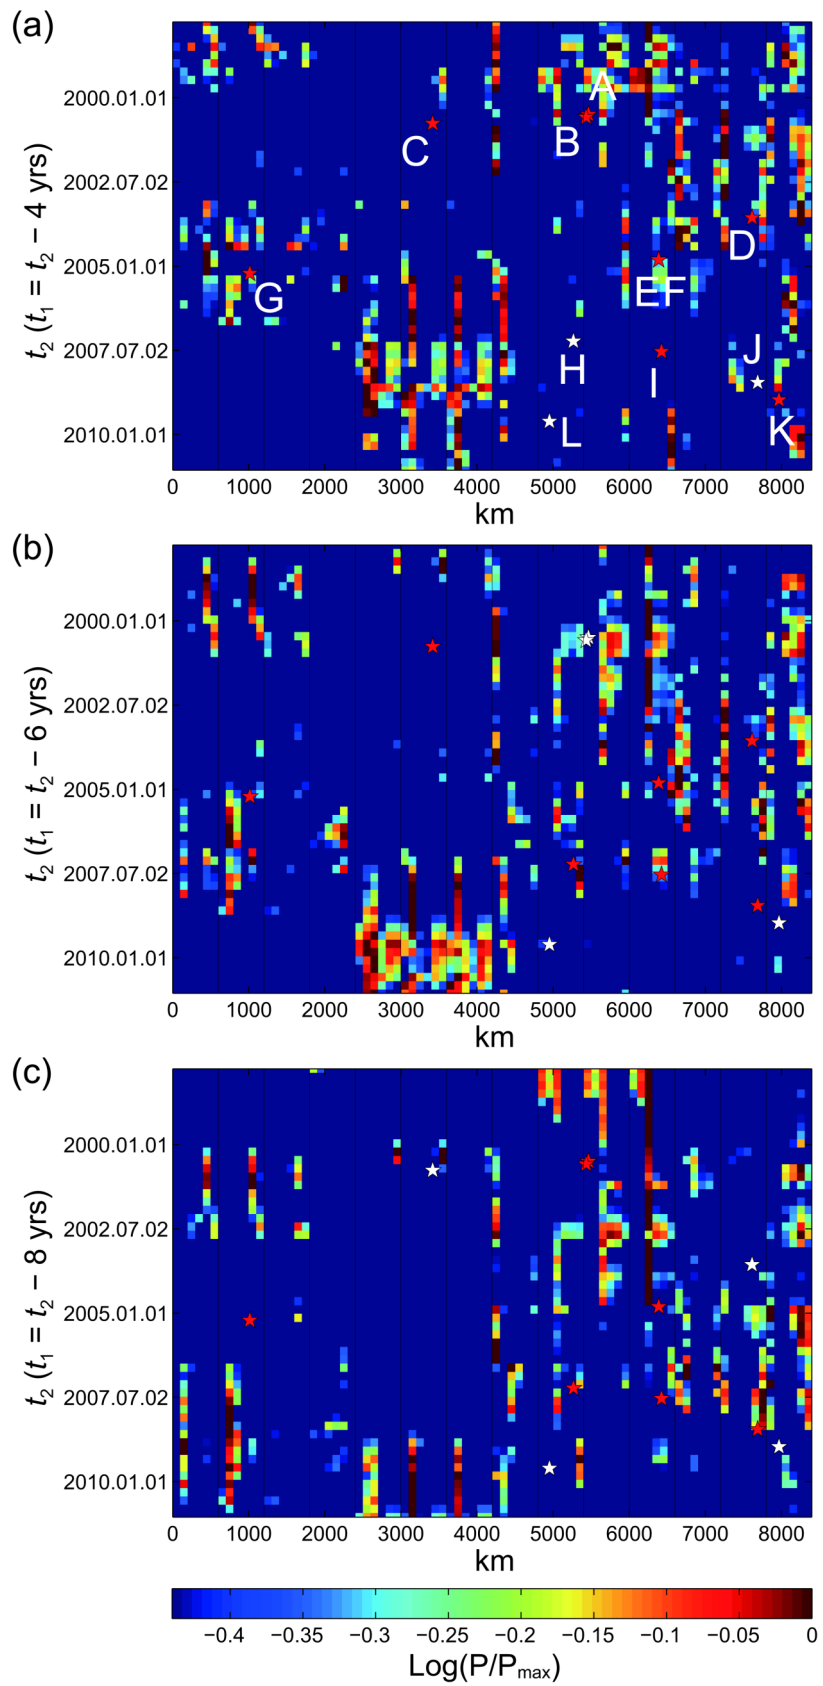 (a)
t₂ (t₁ = t₂ − 4 yrs)
2000.01.01
2002.07.02
2005.01.01
2007.07.02
2010.01.01
A
B
C
D
EF
G
H
I
J
K
L
0 1000 2000 3000 4000 5000 6000 7000 8000
km
(b)
t₂ (t₁ = t₂ − 6 yrs)
2000.01.01
2002.07.02
2005.01.01
2007.07.02
2010.01.01
0 1000 2000 3000 4000 5000 6000 7000 8000
km
(c)
t₂ (t₁ = t₂ − 8 yrs)
2000.01.01
2002.07.02
2005.01.01
2007.07.02
2010.01.01
0 1000 2000 3000 4000 5000 6000 7000 8000
km
−0.4 −0.35 −0.3 −0.25 −0.2 −0.15 −0.1 −0.05 0
Log(P/Pmax)